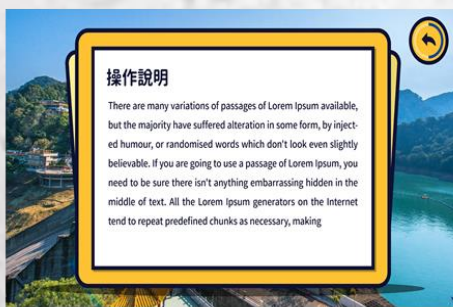 操作說明
There are many variations of passages of Lorem Ipsum available,
but the majority have suffered alteration in some form, by inject-
ed humour, or randomised words which don't look even slightly
believable. If you are going to use a passage of Lorem Ipsum, you
need to be sure there isn't anything embarrassing hidden in the
middle of text. All the Lorem Ipsum generators on the Internet
tend to repeat predefined chunks as necessary, making